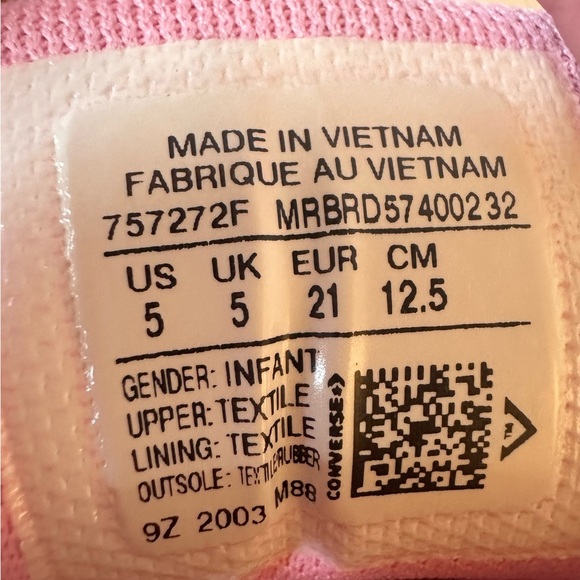 MADE IN VIETNAM
FABRIQUE AU VIETNAM
757272F MRBRD57400232
US UK EUR CM
5 5 21 12.5
GENDER: INFANT
UPPER: TEXTILE
LINING: TEXTILE
OUTSOLE: TEXTILE/RUBBER
9Z 2003 M88
CONVERSE
TM